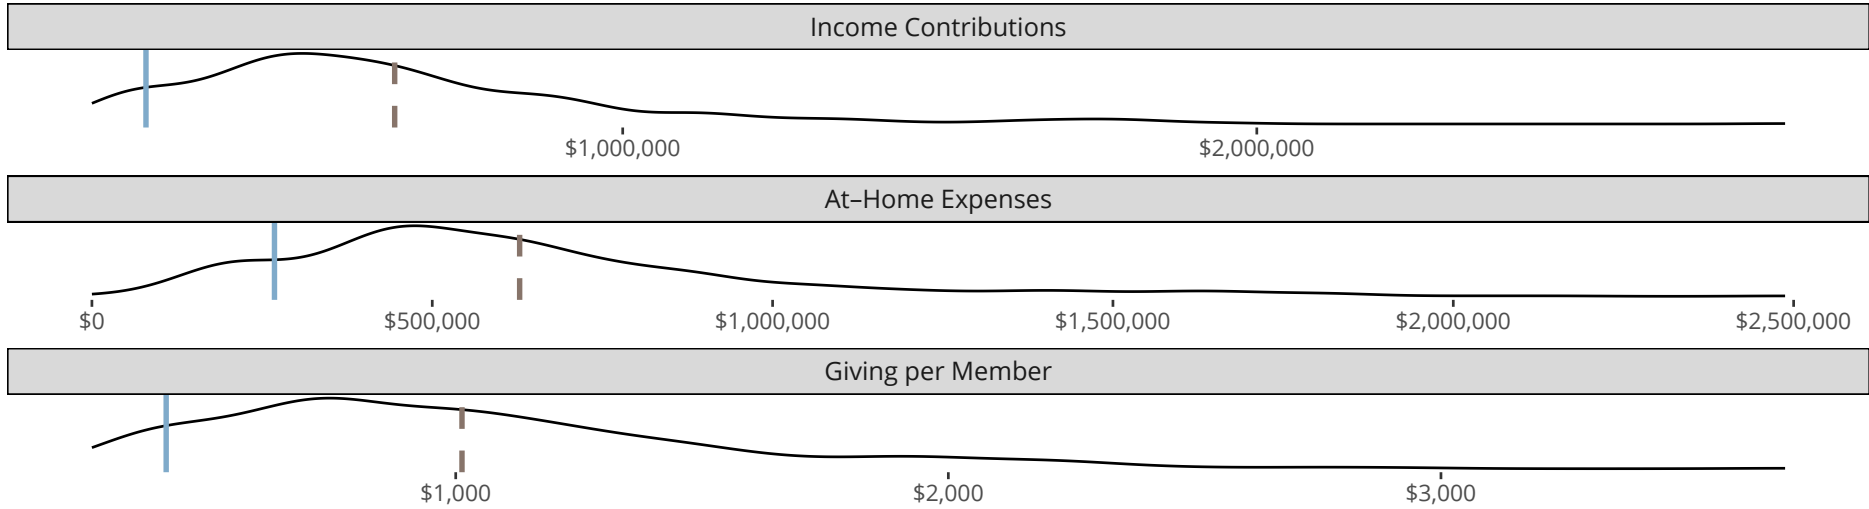 Income Contributions
$1,000,000 $2,000,000
At–Home Expenses
$0 $500,000 $1,000,000 $1,500,000 $2,000,000 $2,500,000
Giving per Member
$1,000 $2,000 $3,000